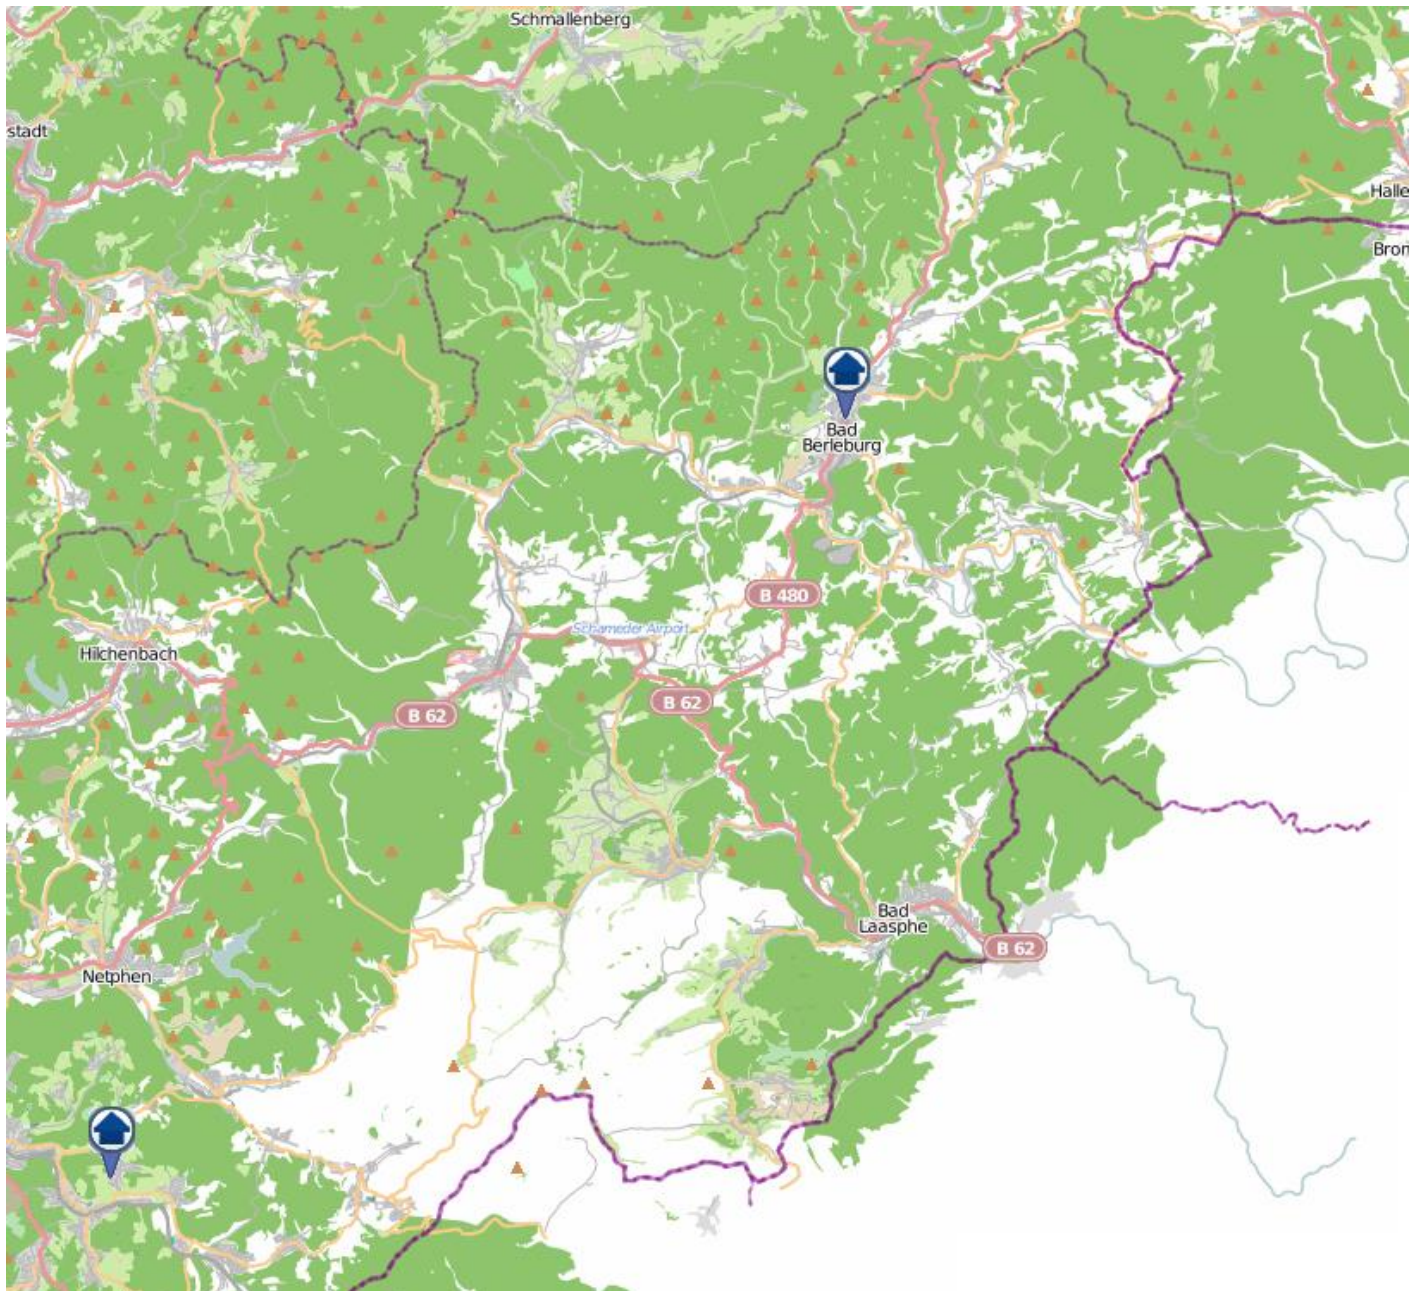 Schmallenberg
stadt
Halle
Bron
Bad
Berleburg
B 480
Schameder Airport
Hilchenbach
B 62
B 62
Bad
Laasphe
B 62
Netphen